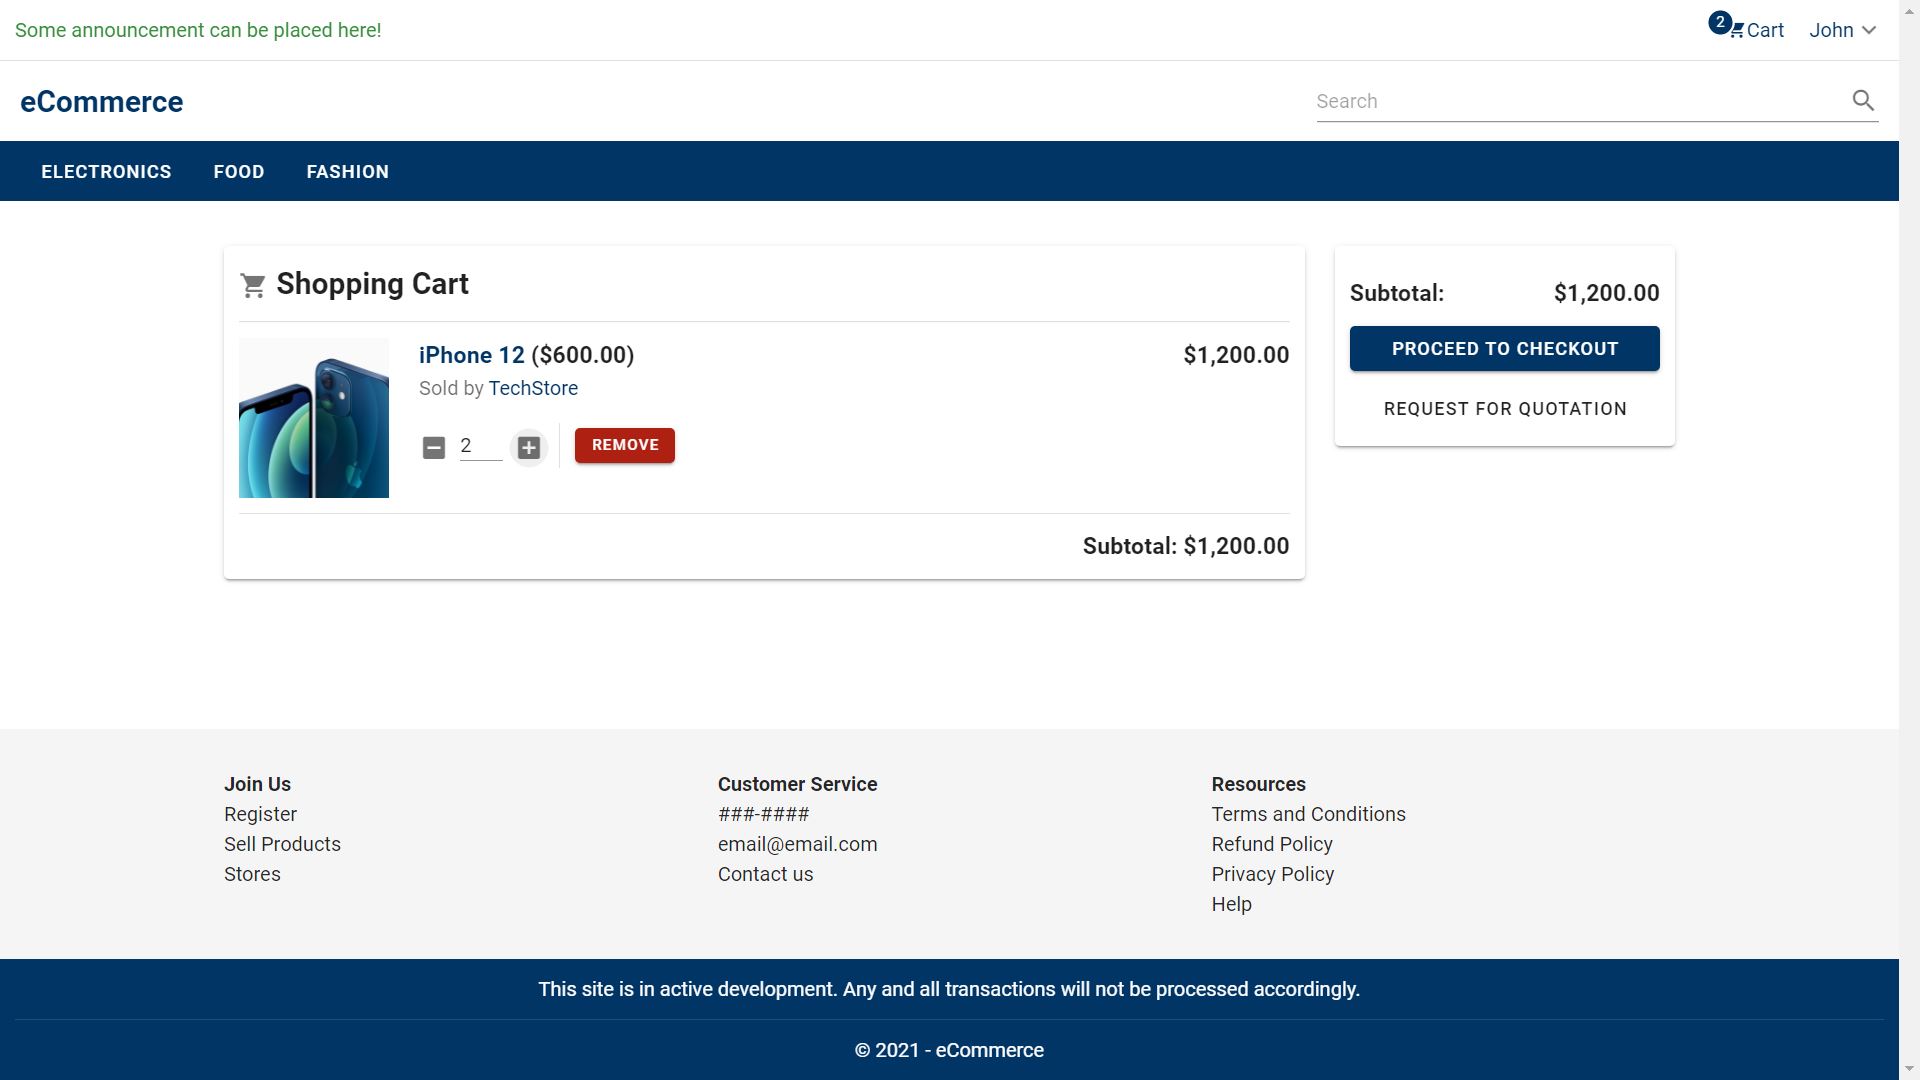 Some announcement can be placed here!
2 Cart John
eCommerce
Search
ELECTRONICS FOOD FASHION
Shopping Cart
iPhone 12 ($600.00) $1,200.00
Sold by TechStore
2 REMOVE
Subtotal: $1,200.00
Subtotal: $1,200.00
PROCEED TO CHECKOUT
REQUEST FOR QUOTATION
Join Us
Register
Sell Products
Stores
Customer Service
###-####
email@email.com
Contact us
Resources
Terms and Conditions
Refund Policy
Privacy Policy
Help
This site is in active development. Any and all transactions will not be processed accordingly.
© 2021 - eCommerce